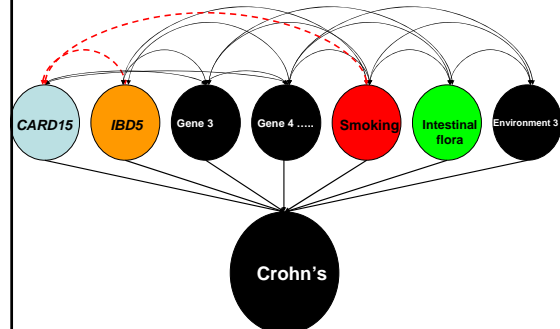 CARD15
IBD5
Gene 3
Gene 4 .....
Smoking
Intestinal
flora
Environment 3
Crohn's